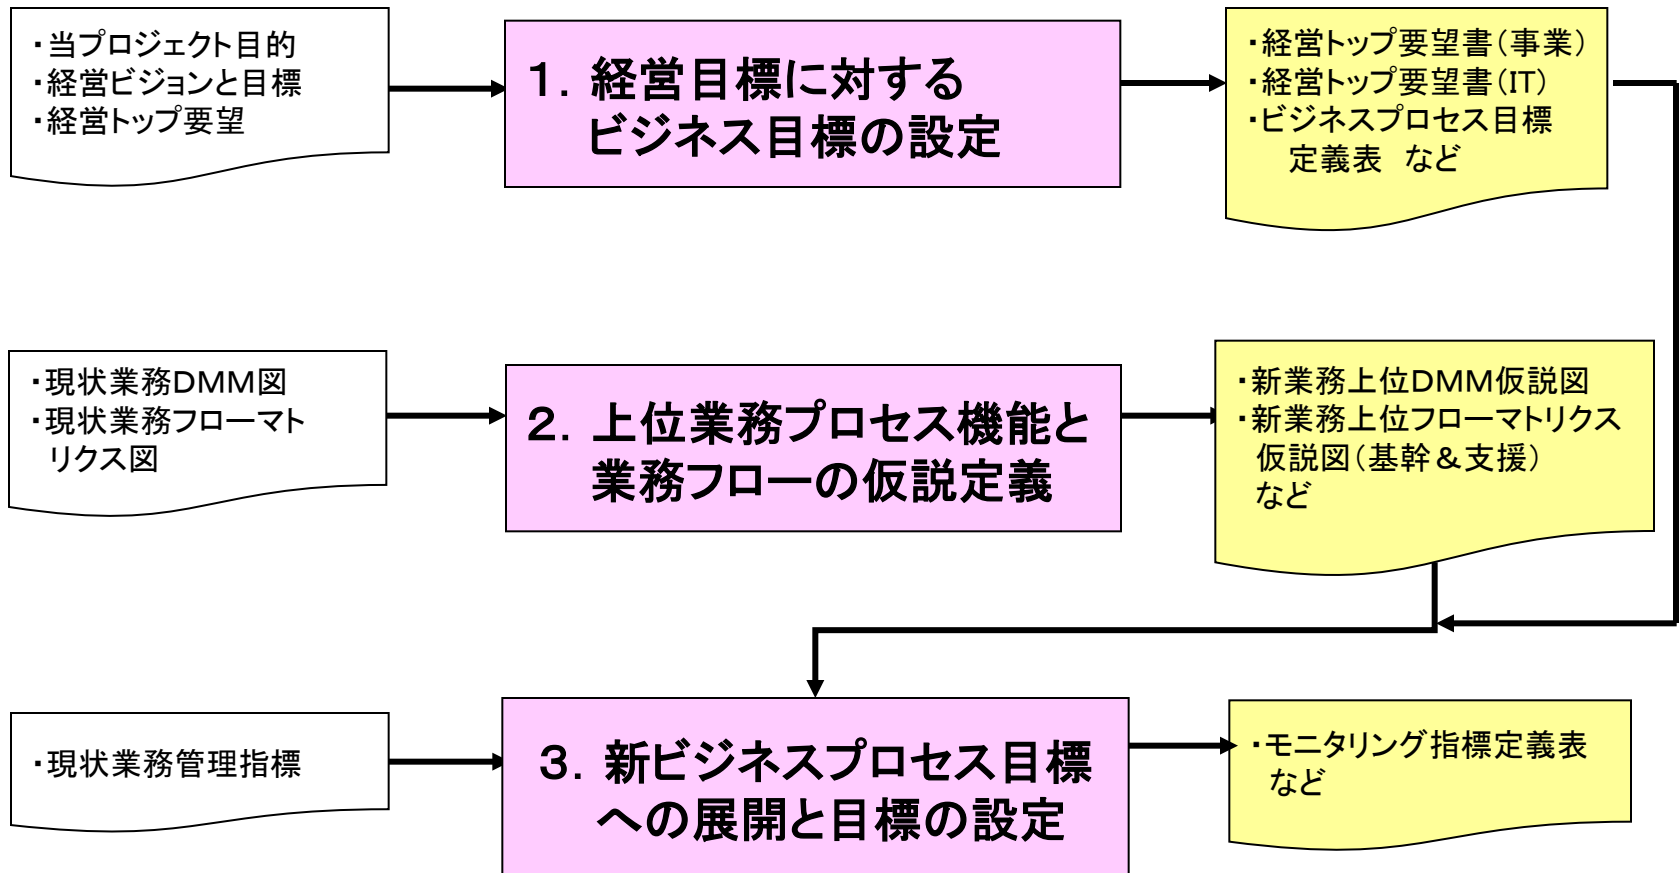 ・当プロジェクト目的
・経営ビジョンと目標
・経営トップ要望
１．経営目標に対する
ビジネス目標の設定
・経営トップ要望書（事業）
・経営トップ要望書（IT）
・ビジネスプロセス目標
定義表　など
・現状業務DMM図
・現状業務フローマト
リクス図
２．上位業務プロセス機能と
業務フローの仮説定義
・新業務上位DMM仮説図
・新業務上位フローマトリクス
仮説図（基幹＆支援）
など
・現状業務管理指標
３．新ビジネスプロセス目標
への展開と目標の設定
・モニタリング指標定義表
など